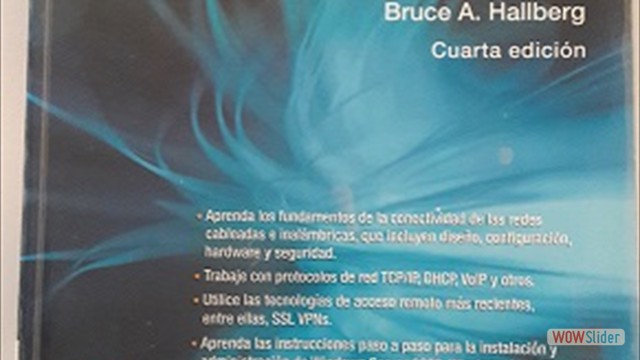 Bruce A. Hallberg
Cuarta edición
• Aprenda los fundamentos de la conectividad de las redes
cableadas e inalámbricas, que incluyen diseño, configuración,
hardware y seguridad.
• Trabaje con protocolos de red TCP/IP, DHCP, VoIP y otros.
• Utilice las tecnologías de acceso remoto más recientes,
entre ellas, SSL VPNs.
• Aprenda las instrucciones paso a paso para la instalación y
WOWSlider